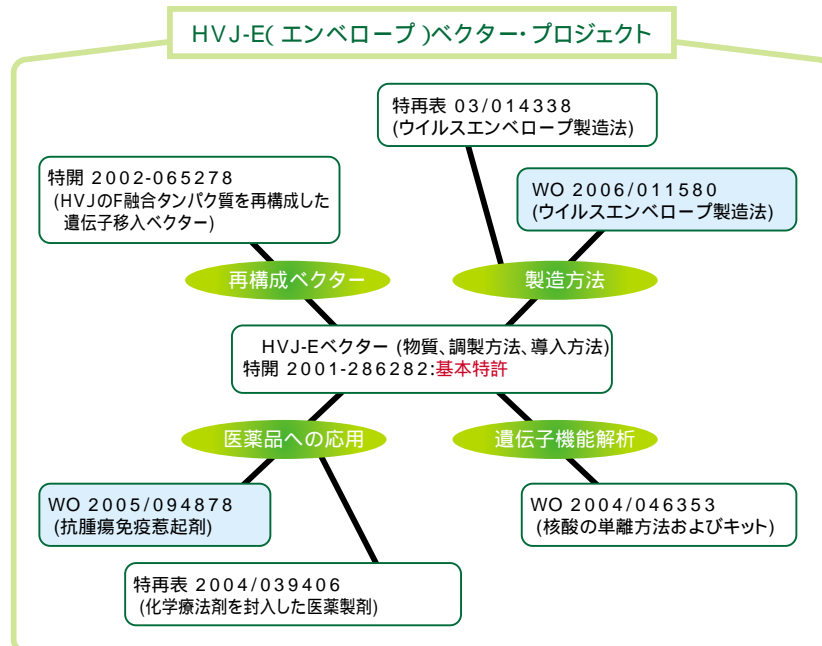 HVJ-E(エンベロープ)ベクター・プロジェクト
特再表 03/014338
(ウイルスエンベロープ製造法)
特開 2002-065278
(HVJのF融合タンパク質を再構成した
遺伝子移入ベクター)
WO 2006/011580
(ウイルスエンベロープ製造法)
再構成ベクター
製造方法
HVJ-Eベクター (物質、調製方法、導入方法)
特開 2001-286282:基本特許
医薬品への応用
遺伝子機能解析
WO 2005/094878
(抗腫瘍免疫惹起剤)
WO 2004/046353
(核酸の単離方法およびキット)
特再表 2004/039406
(化学療法剤を封入した医薬製剤)